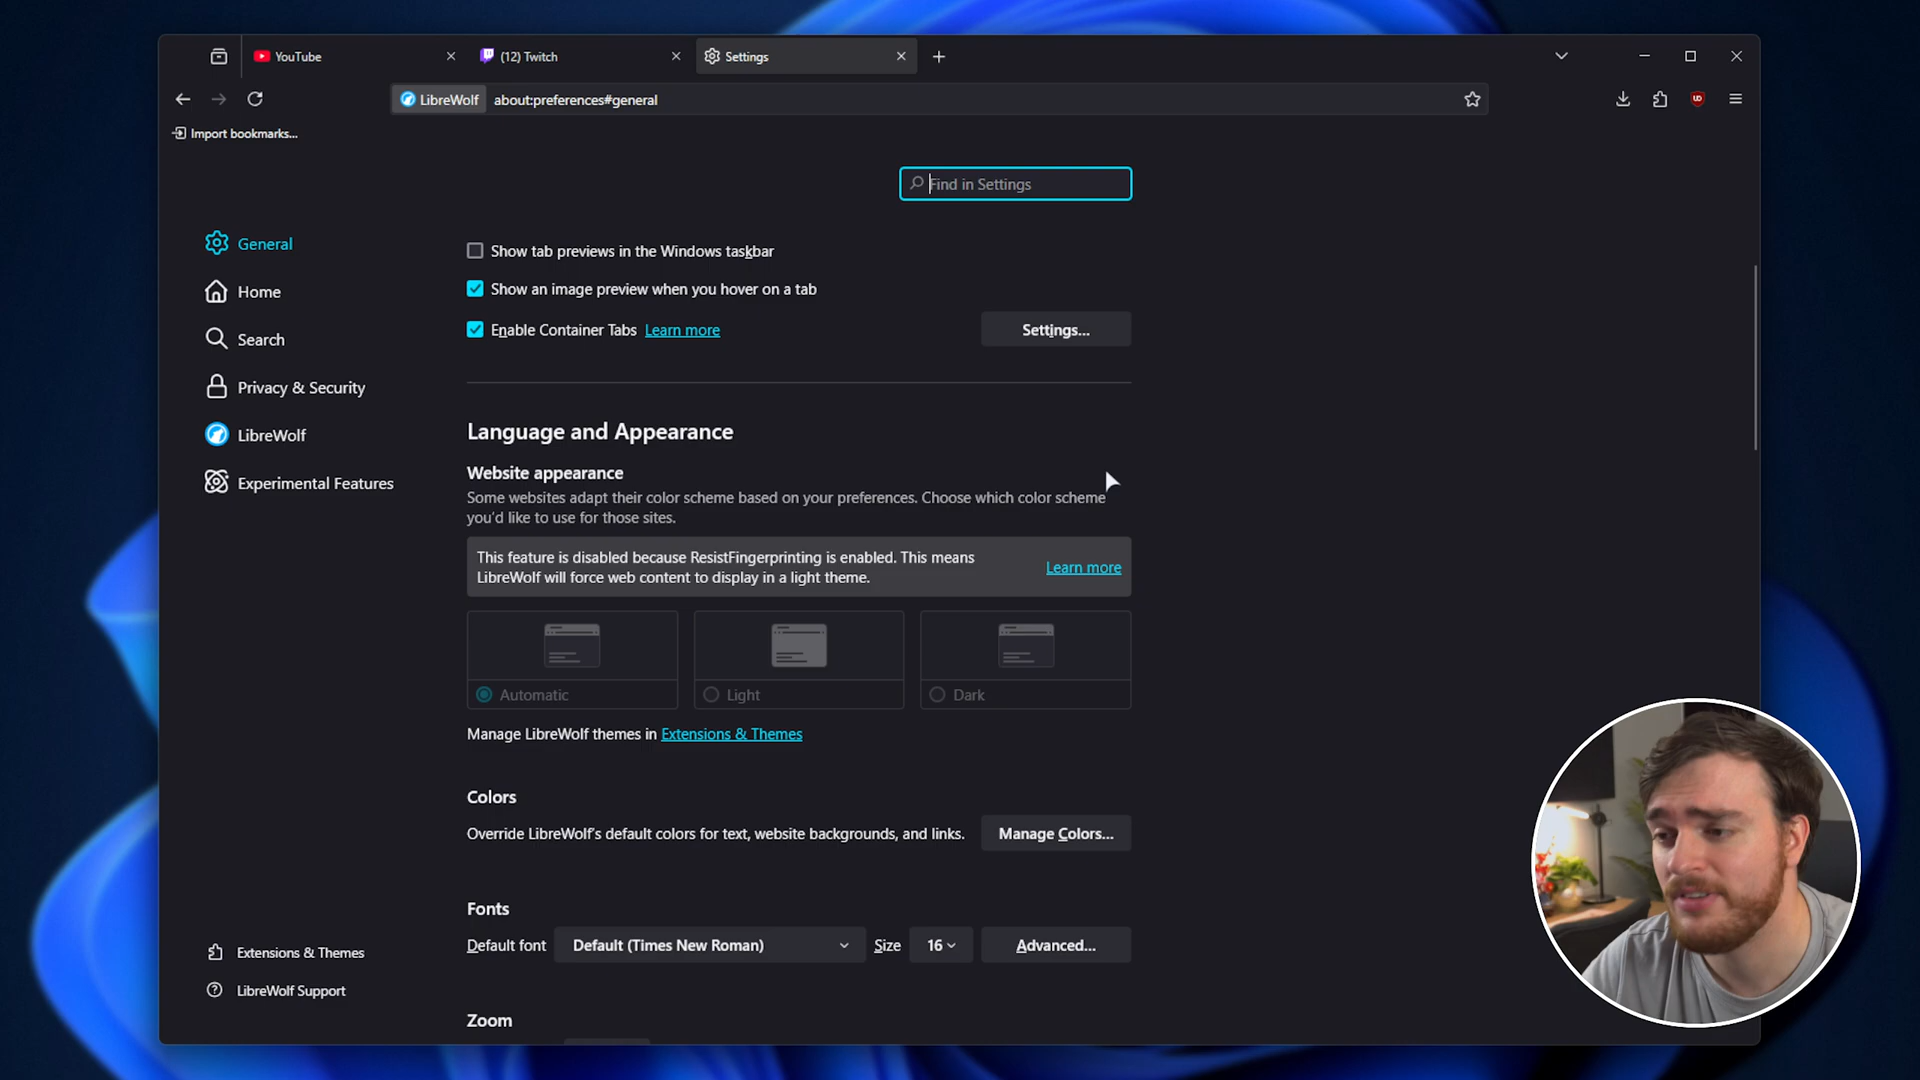 YouTube
(12) Twitch
Settings
LibreWolf
about:preferences#general
Import bookmarks...
Find in Settings
General
Home
Search
Privacy & Security
LibreWolf
Experimental Features
Extensions & Themes
LibreWolf Support
Show tab previews in the Windows taskbar
Show an image preview when you hover on a tab
Enable Container Tabs Learn more
Settings...
Language and Appearance
Website appearance
Some websites adapt their color scheme based on your preferences. Choose which color scheme
you'd like to use for those sites.
This feature is disabled because ResistFingerprinting is enabled. This means
LibreWolf will force web content to display in a light theme.
Learn more
Automatic
Light
Dark
Manage LibreWolf themes in Extensions & Themes
Colors
Override LibreWolf's default colors for text, website backgrounds, and links.
Manage Colors...
Fonts
Default font
Default (Times New Roman)
Size
16
Advanced...
Zoom